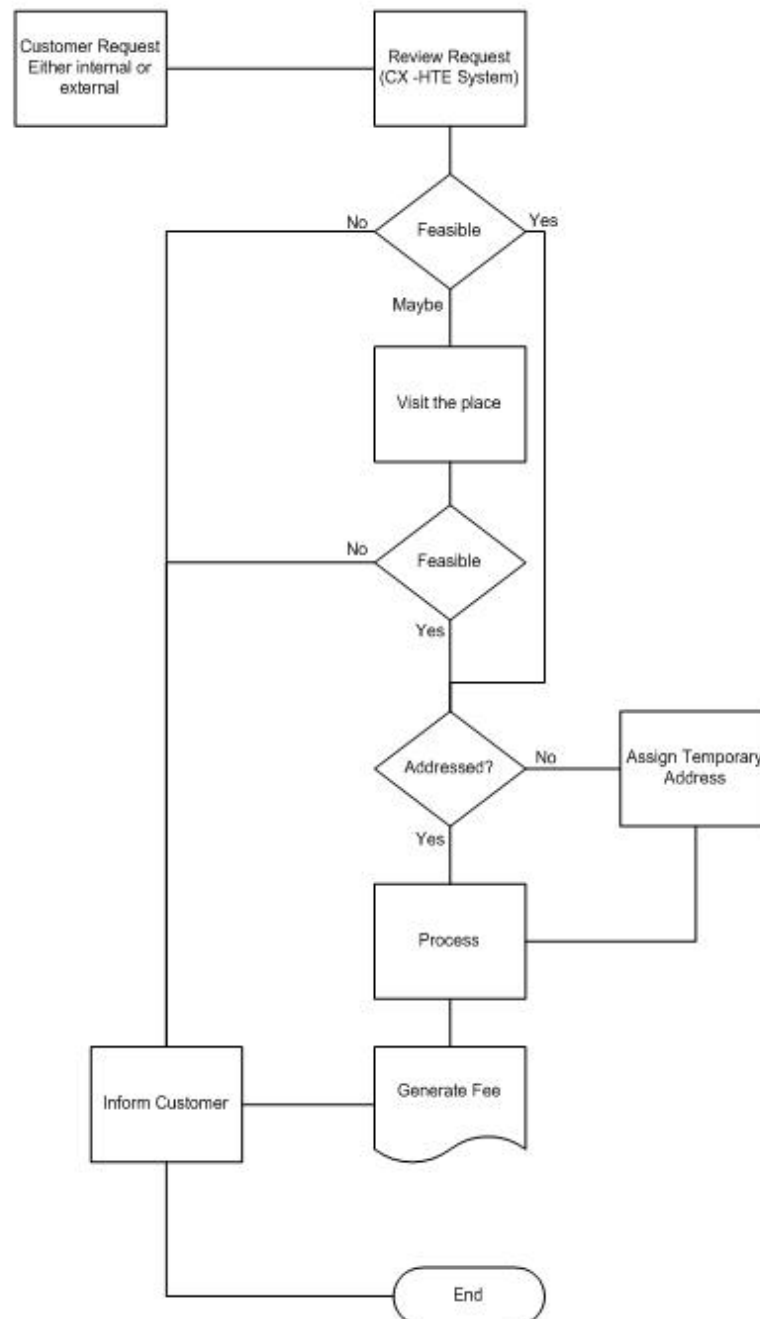 Customer Request
Either internal or
external
Review Request
(CX -HTE System)
No
Feasible
Yes
Maybe
Visit the place
No
Feasible
Yes
Addressed?
No
Assign Temporary
Address
Yes
Process
Inform Customer
Generate Fee
End